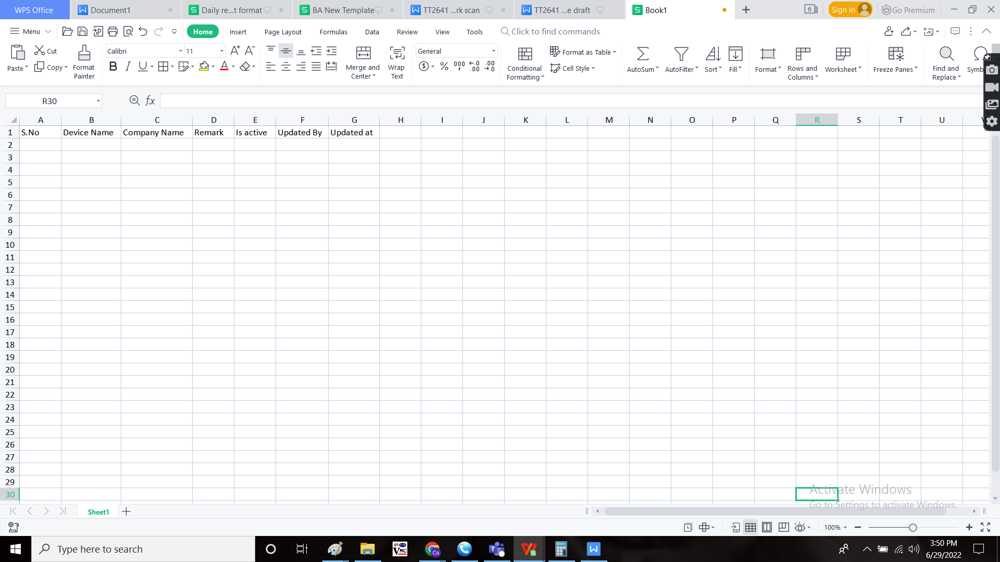 WPS Office Document1 Daily re...t format BA New Template TT2641 ...rk scan TT2641 ...e draft Book1 6 Sign in Go Premium
Menu Home Insert Page Layout Formulas Data Review View Tools Click to find commands
Paste Cut Copy Format Painter Calibri 11 Merge and Center Wrap Text General Conditional Formatting Format as Table Cell Style AutoSum AutoFilter Sort Fill Format Rows and Columns Worksheet Freeze Panes Find and Replace Symb
R30 fx
A B C D E F G H I J K L M N O P Q R S T U
1 S.No Device Name Company Name Remark Is active Updated By Updated at
2
3
4
5
6
7
8
9
10
11
12
13
14
15
16
17
18
19
20
21
22
23
24
25
26
27
28
29
30
Activate Windows
Go to Settings to activate Windows.
Sheet1
100%
Type here to search
3:50 PM
6/29/2022